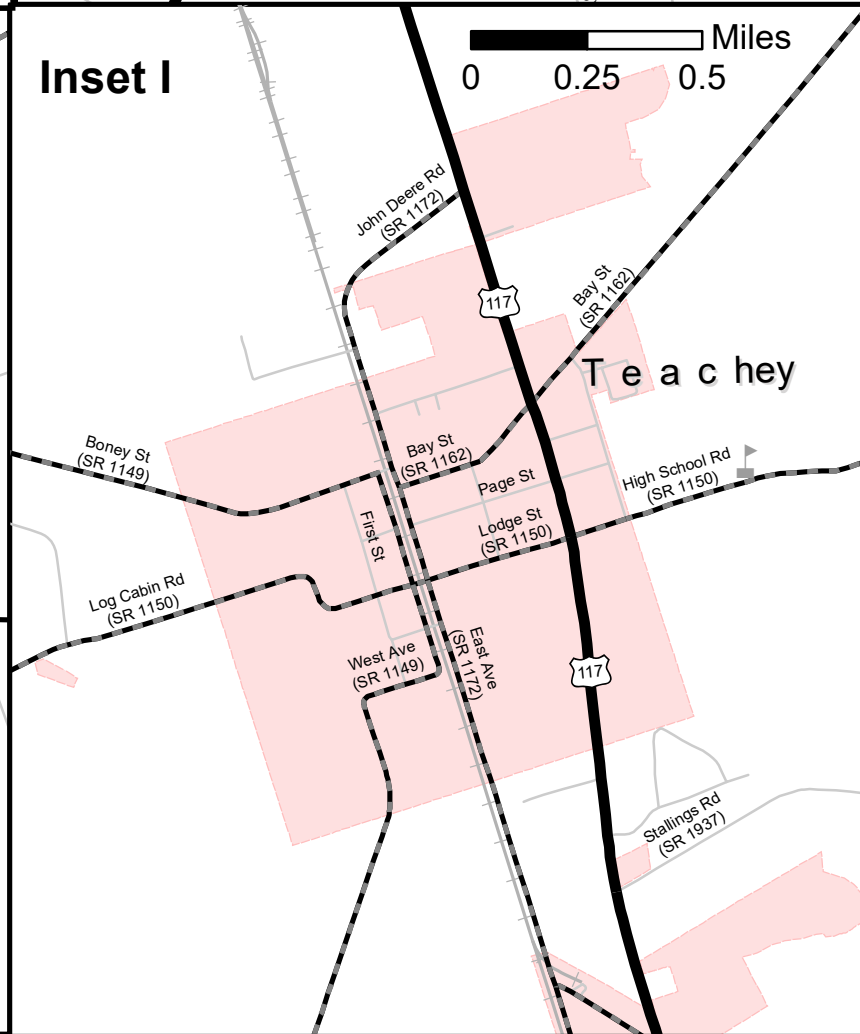 Inset I
Miles
0 0.25 0.5
John Deere Rd
(SR 1172)
117
Bay St
(SR 1162)
Teachey
Boney St
(SR 1149)
Bay St
(SR 1162)
Page St
High School Rd
(SR 1150)
First St
Lodge St
(SR 1150)
Log Cabin Rd
(SR 1150)
West Ave
(SR 1149)
East Ave
(SR 1172)
117
Stallings Rd
(SR 1937)